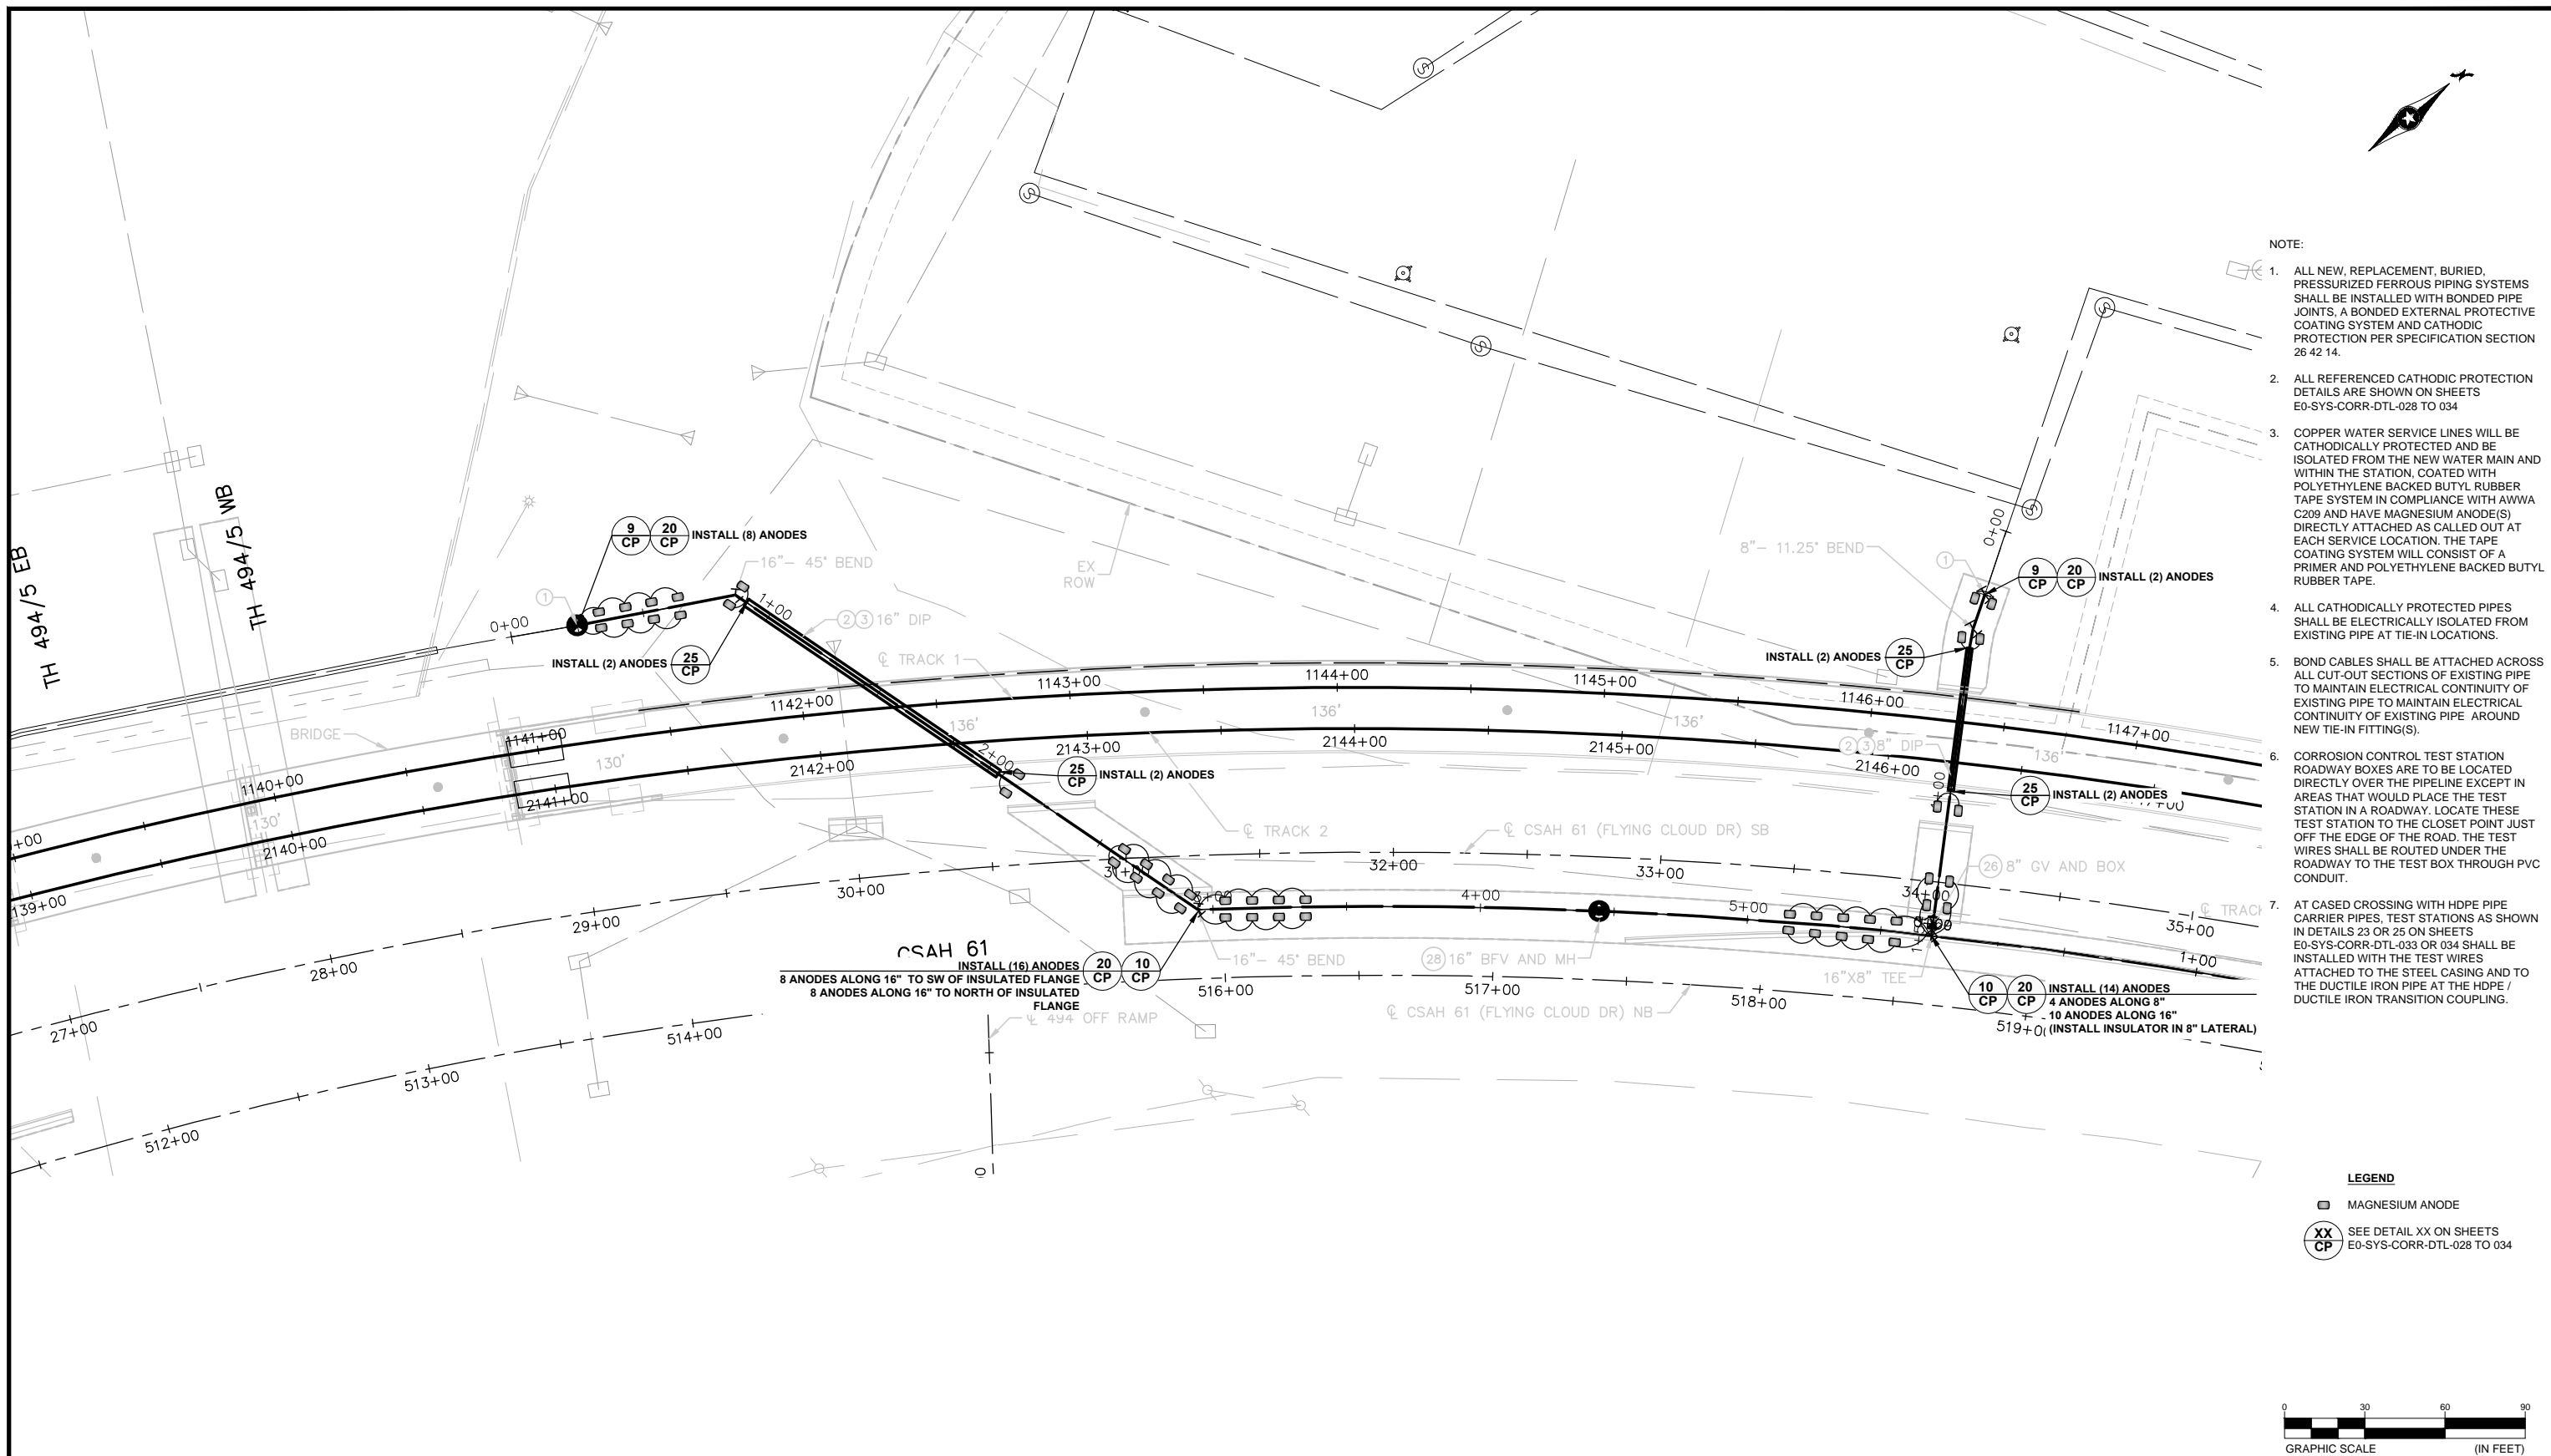 TH 494/5 EB
TH 494/5 WB
9
CP
20
CP
INSTALL (8) ANODES
16"- 45° BEND
1
0+00
1+00
2 3 16" DIP
INSTALL (2) ANODES
25
CP
℄ TRACK 1
EX
ROW
8"- 11.25° BEND
1
0+00
9
CP
20
CP
INSTALL (2) ANODES
INSTALL (2) ANODES
25
CP
BRIDGE
1140+00
1141+00
1142+00
1143+00
1144+00
1145+00
1146+00
1147+00
130'
130'
136'
136'
136'
136'
+00
139+00
2140+00
2141+00
2142+00
2143+00
2144+00
2145+00
2146+00
47+00
2+00
25
CP
INSTALL (2) ANODES
2 3 8" DIP
+00
25
CP
INSTALL (2) ANODES
℄ TRACK 2
℄ CSAH 61 (FLYING CLOUD DR) SB
26 8" GV AND BOX
℄ TRACK
27+00
28+00
29+00
30+00
31+00
32+00
33+00
34+00
35+00
3+00
4+00
5+00
1+00
CSAH 61
INSTALL (16) ANODES
8 ANODES ALONG 16" TO SW OF INSULATED FLANGE
8 ANODES ALONG 16" TO NORTH OF INSULATED
FLANGE
20
CP
10
CP
16"- 45° BEND
28 16" BFV AND MH
16"X8" TEE
10
CP
20
CP
INSTALL (14) ANODES
4 ANODES ALONG 8"
10 ANODES ALONG 16"
(INSTALL INSULATOR IN 8" LATERAL)
℄ 494 OFF RAMP
℄ CSAH 61 (FLYING CLOUD DR) NB
512+00
513+00
514+00
516+00
517+00
518+00
519+0
0
NOTE:
1. ALL NEW, REPLACEMENT, BURIED,
PRESSURIZED FERROUS PIPING SYSTEMS
SHALL BE INSTALLED WITH BONDED PIPE
JOINTS, A BONDED EXTERNAL PROTECTIVE
COATING SYSTEM AND CATHODIC
PROTECTION PER SPECIFICATION SECTION
26 42 14.
2. ALL REFERENCED CATHODIC PROTECTION
DETAILS ARE SHOWN ON SHEETS
E0-SYS-CORR-DTL-028 TO 034
3. COPPER WATER SERVICE LINES WILL BE
CATHODICALLY PROTECTED AND BE
ISOLATED FROM THE NEW WATER MAIN AND
WITHIN THE STATION, COATED WITH
POLYETHYLENE BACKED BUTYL RUBBER
TAPE SYSTEM IN COMPLIANCE WITH AWWA
C209 AND HAVE MAGNESIUM ANODE(S)
DIRECTLY ATTACHED AS CALLED OUT AT
EACH SERVICE LOCATION. THE TAPE
COATING SYSTEM WILL CONSIST OF A
PRIMER AND POLYETHYLENE BACKED BUTYL
RUBBER TAPE.
4. ALL CATHODICALLY PROTECTED PIPES
SHALL BE ELECTRICALLY ISOLATED FROM
EXISTING PIPE AT TIE-IN LOCATIONS.
5. BOND CABLES SHALL BE ATTACHED ACROSS
ALL CUT-OUT SECTIONS OF EXISTING PIPE
TO MAINTAIN ELECTRICAL CONTINUITY OF
EXISTING PIPE TO MAINTAIN ELECTRICAL
CONTINUITY OF EXISTING PIPE AROUND
NEW TIE-IN FITTING(S).
6. CORROSION CONTROL TEST STATION
ROADWAY BOXES ARE TO BE LOCATED
DIRECTLY OVER THE PIPELINE EXCEPT IN
AREAS THAT WOULD PLACE THE TEST
STATION IN A ROADWAY. LOCATE THESE
TEST STATION TO THE CLOSET POINT JUST
OFF THE EDGE OF THE ROAD. THE TEST
WIRES SHALL BE ROUTED UNDER THE
ROADWAY TO THE TEST BOX THROUGH PVC
CONDUIT.
7. AT CASED CROSSING WITH HDPE PIPE
CARRIER PIPES, TEST STATIONS AS SHOWN
IN DETAILS 23 OR 25 ON SHEETS
E0-SYS-CORR-DTL-033 OR 034 SHALL BE
INSTALLED WITH THE TEST WIRES
ATTACHED TO THE STEEL CASING AND TO
THE DUCTILE IRON PIPE AT THE HDPE /
DUCTILE IRON TRANSITION COUPLING.
LEGEND
MAGNESIUM ANODE
XX
CP
SEE DETAIL XX ON SHEETS
E0-SYS-CORR-DTL-028 TO 034
0 30 60 90
GRAPHIC SCALE (IN FEET)